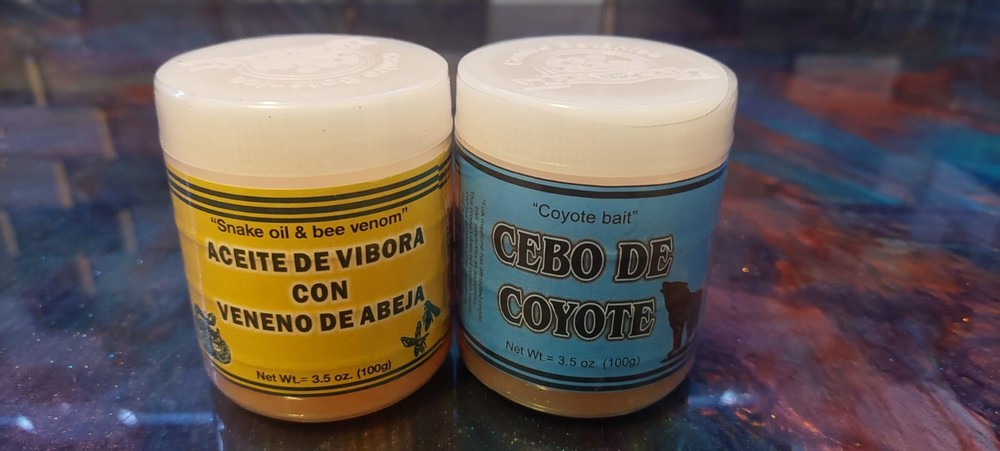 “Snake oil & bee venom”
ACEITE DE VIBORA
CON
VENENO DE ABEJA
Net Wt.= 3.5 oz. (100g)
“Coyote bait”
CEBO DE
COYOTE
Net Wt.= 3.5 oz. (100g)